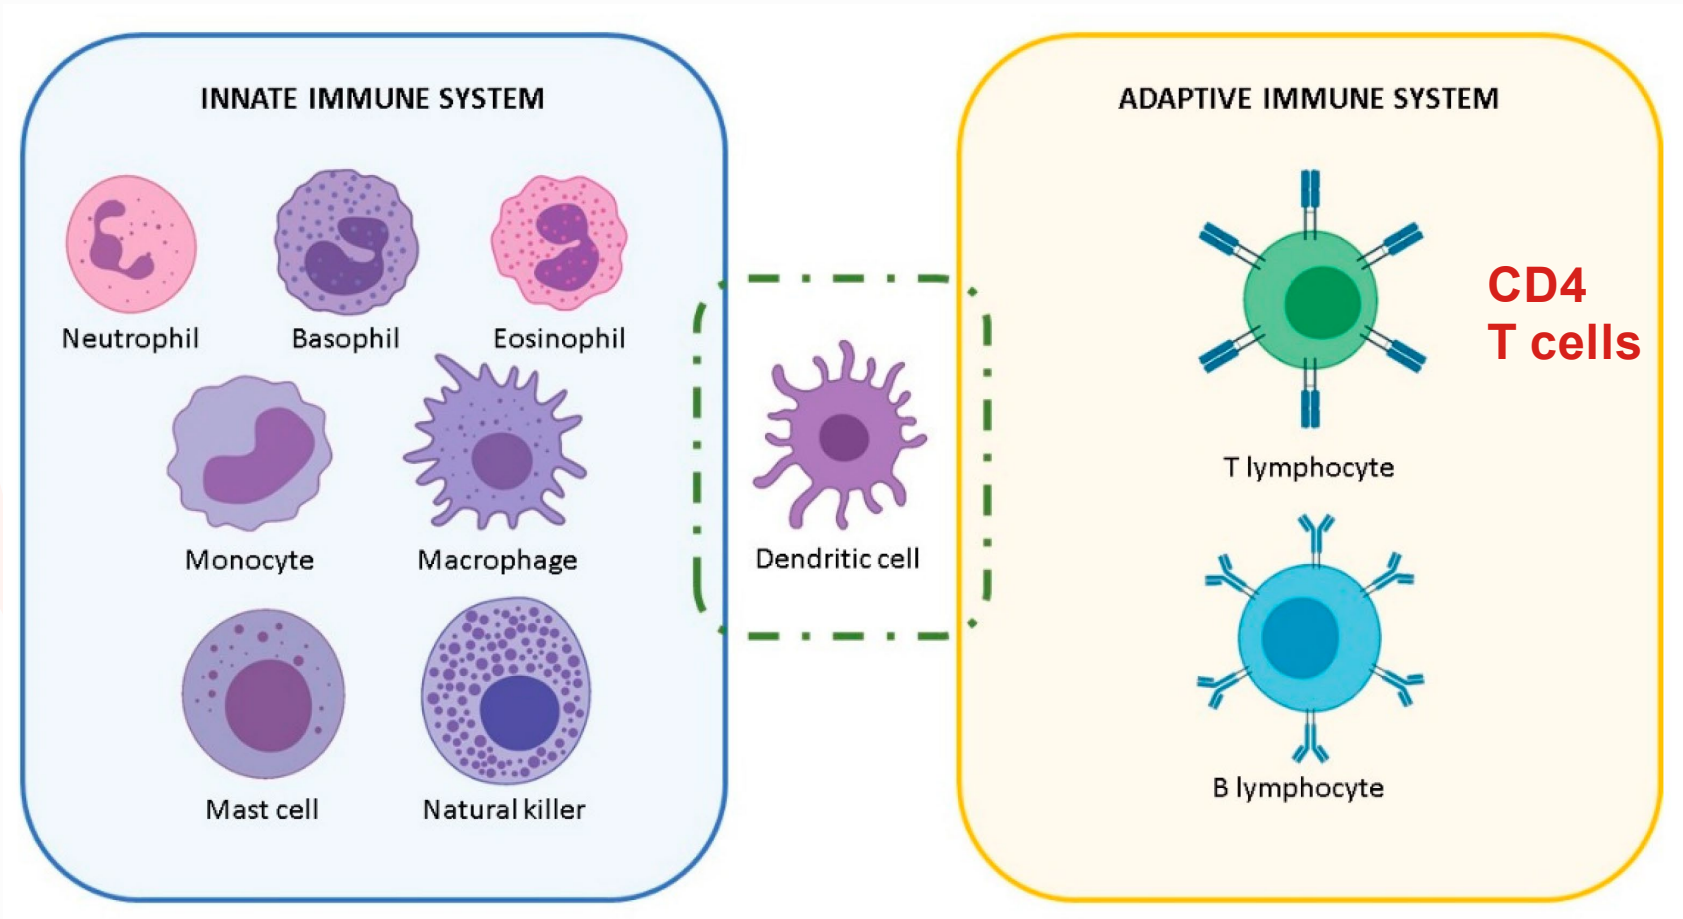 INNATE IMMUNE SYSTEM
Neutrophil
Basophil
Eosinophil
Monocyte
Macrophage
Mast cell
Natural killer
Dendritic cell
ADAPTIVE IMMUNE SYSTEM
CD4
T cells
T lymphocyte
B lymphocyte